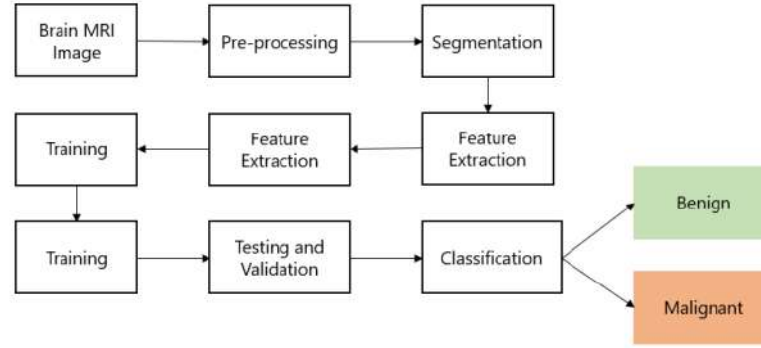 Brain MRI
Image
Pre-processing
Segmentation
Feature
Extraction
Feature
Extraction
Training
Training
Testing and
Validation
Classification
Benign
Malignant